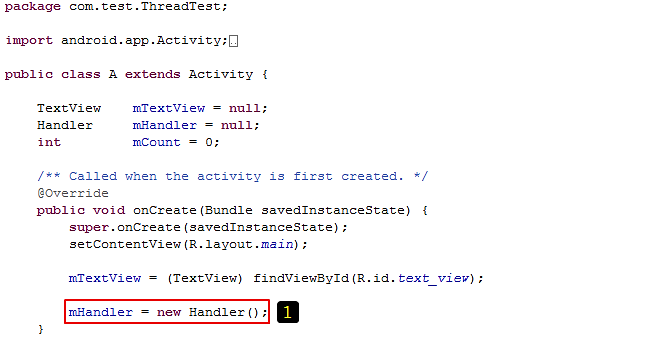 package com.test.ThreadTest;
import android.app.Activity;
public class A extends Activity {
TextView mTextView = null;
Handler mHandler = null;
int mCount = 0;
/** Called when the activity is first created. */
@Override
public void onCreate(Bundle savedInstanceState) {
super.onCreate(savedInstanceState);
setContentView(R.layout.main);
mTextView = (TextView) findViewById(R.id.text_view);
mHandler = new Handler(); 1
}